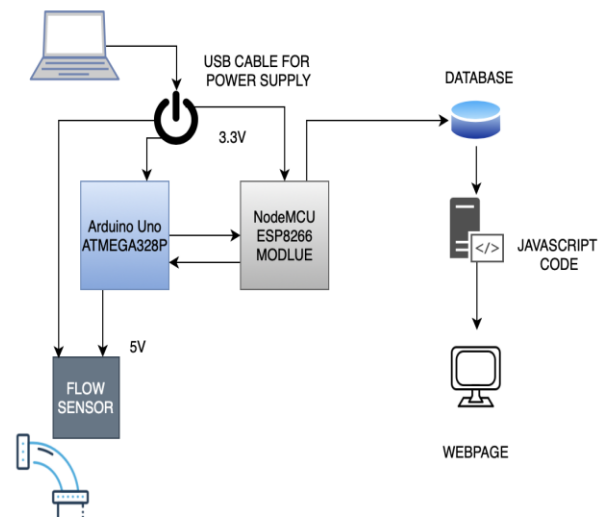 USB CABLE FOR
POWER SUPPLY
DATABASE
3.3V
Arduino Uno
ATMEGA328P
NodeMCU
ESP8266
MODLUE
</>
JAVASCRIPT
CODE
5V
FLOW
SENSOR
WEBPAGE